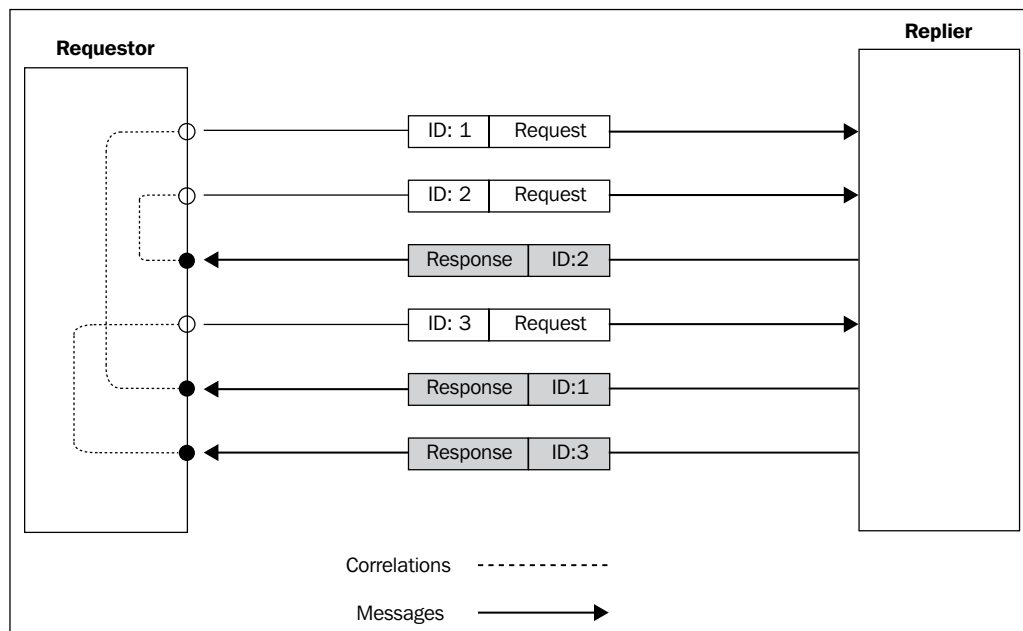 Requestor
Replier
ID: 1 Request
ID: 2 Request
Response ID:2
ID: 3 Request
Response ID:1
Response ID:3
Correlations
Messages